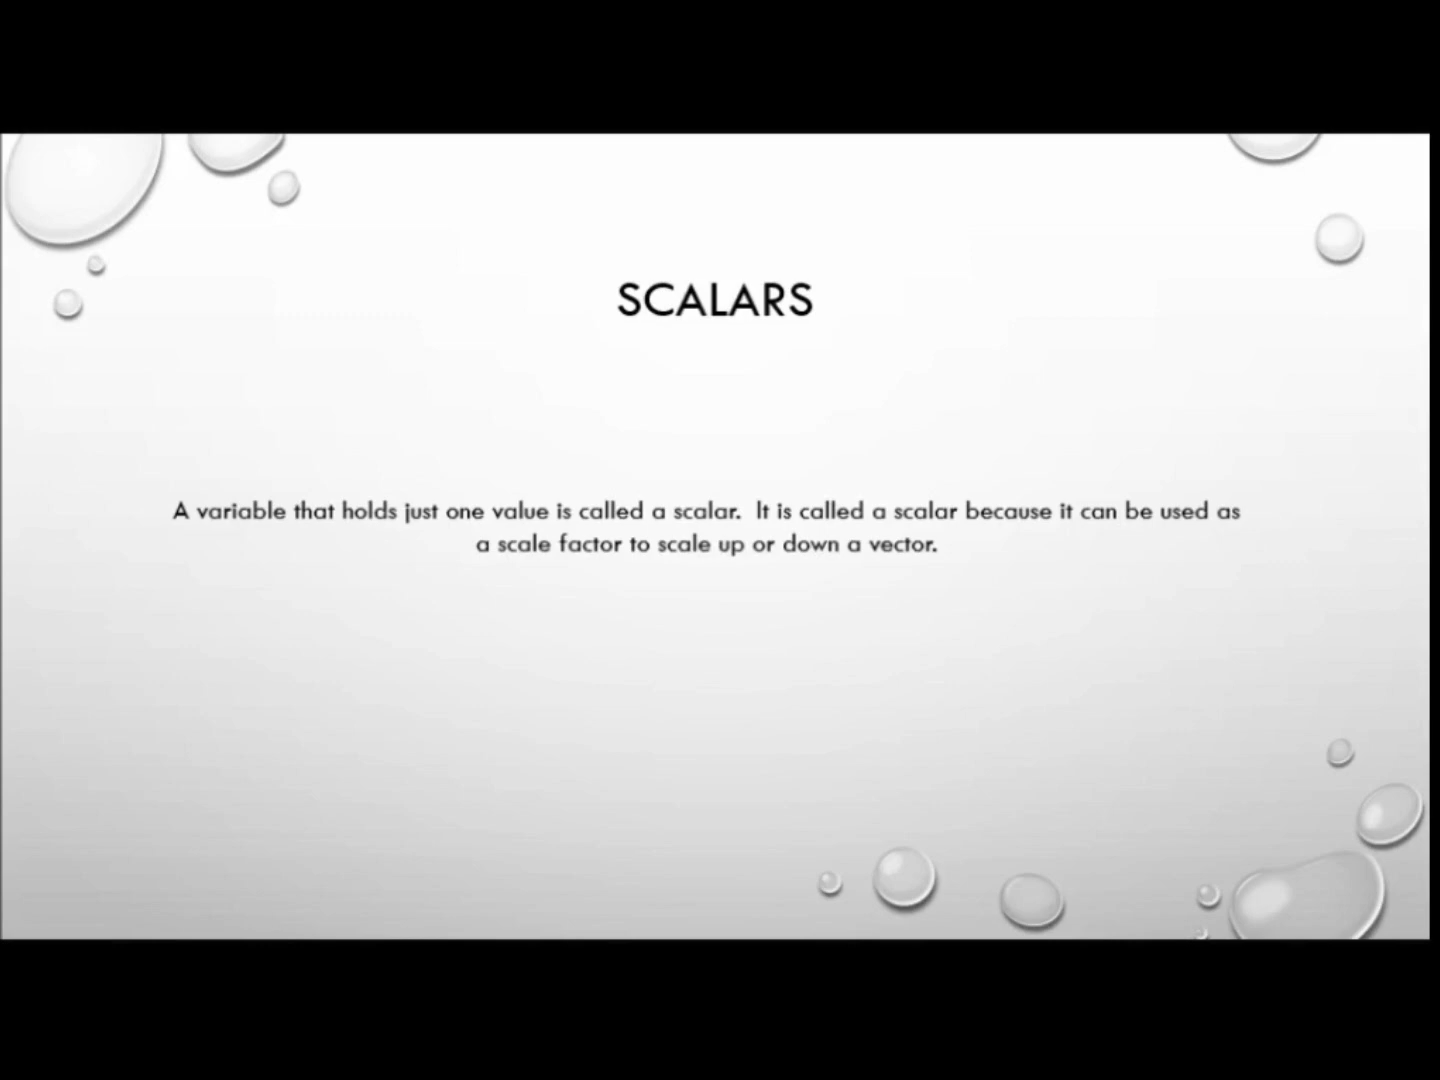 SCALARS
A variable that holds just one value is called a scalar.  It is called a scalar because it can be used as
a scale factor to scale up or down a vector.